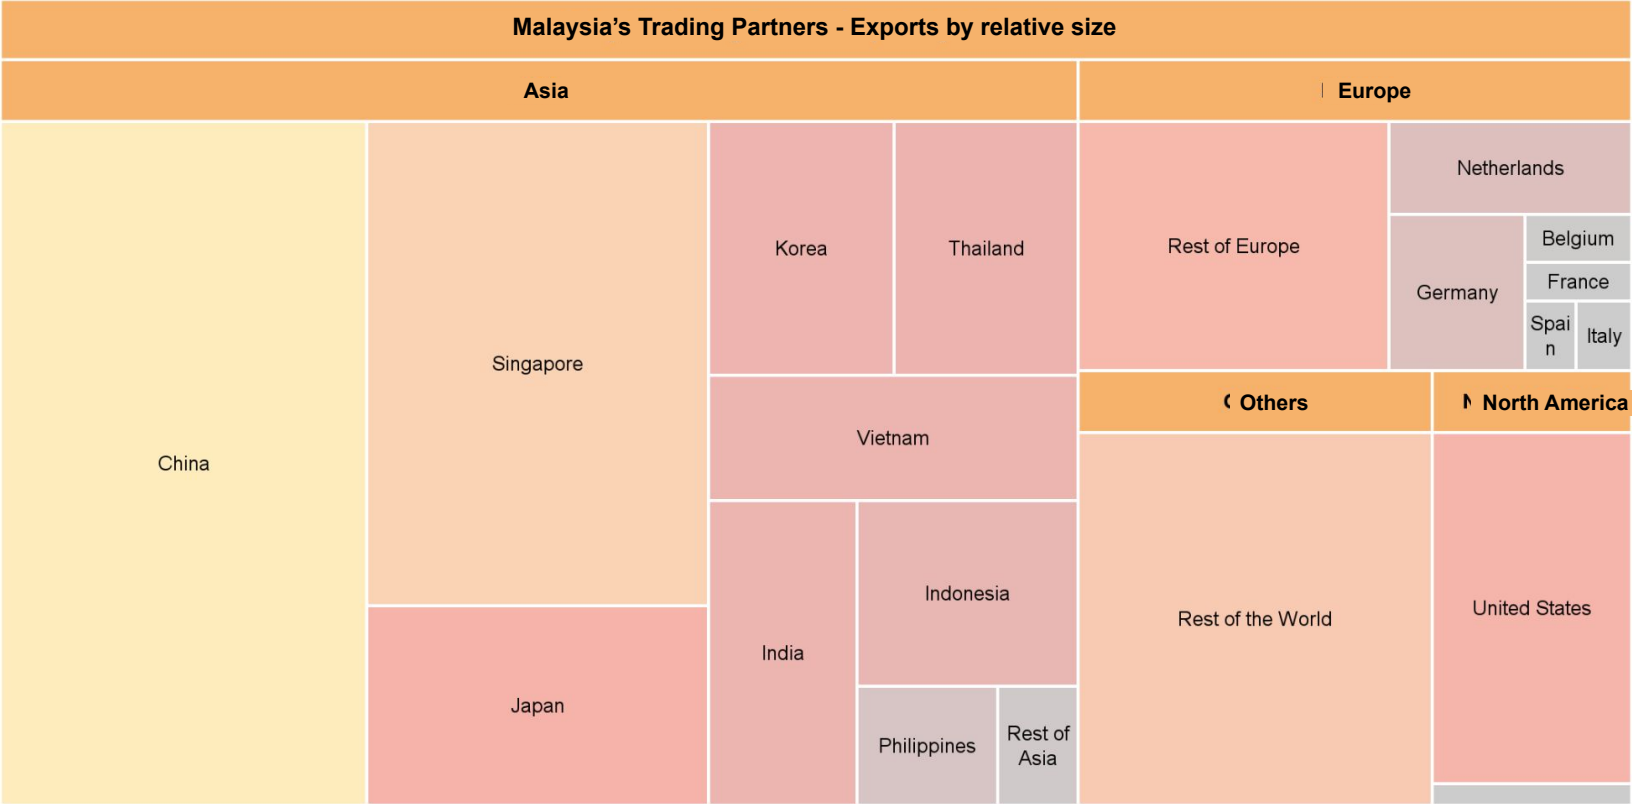 Malaysia’s Trading Partners - Exports by relative size
Asia
Europe
China
Singapore
Japan
Korea
Thailand
Vietnam
India
Indonesia
Philippines
Rest of
Asia
Rest of Europe
Netherlands
Germany
Belgium
France
Spai
n
Italy
Others
North America
Rest of the World
United States